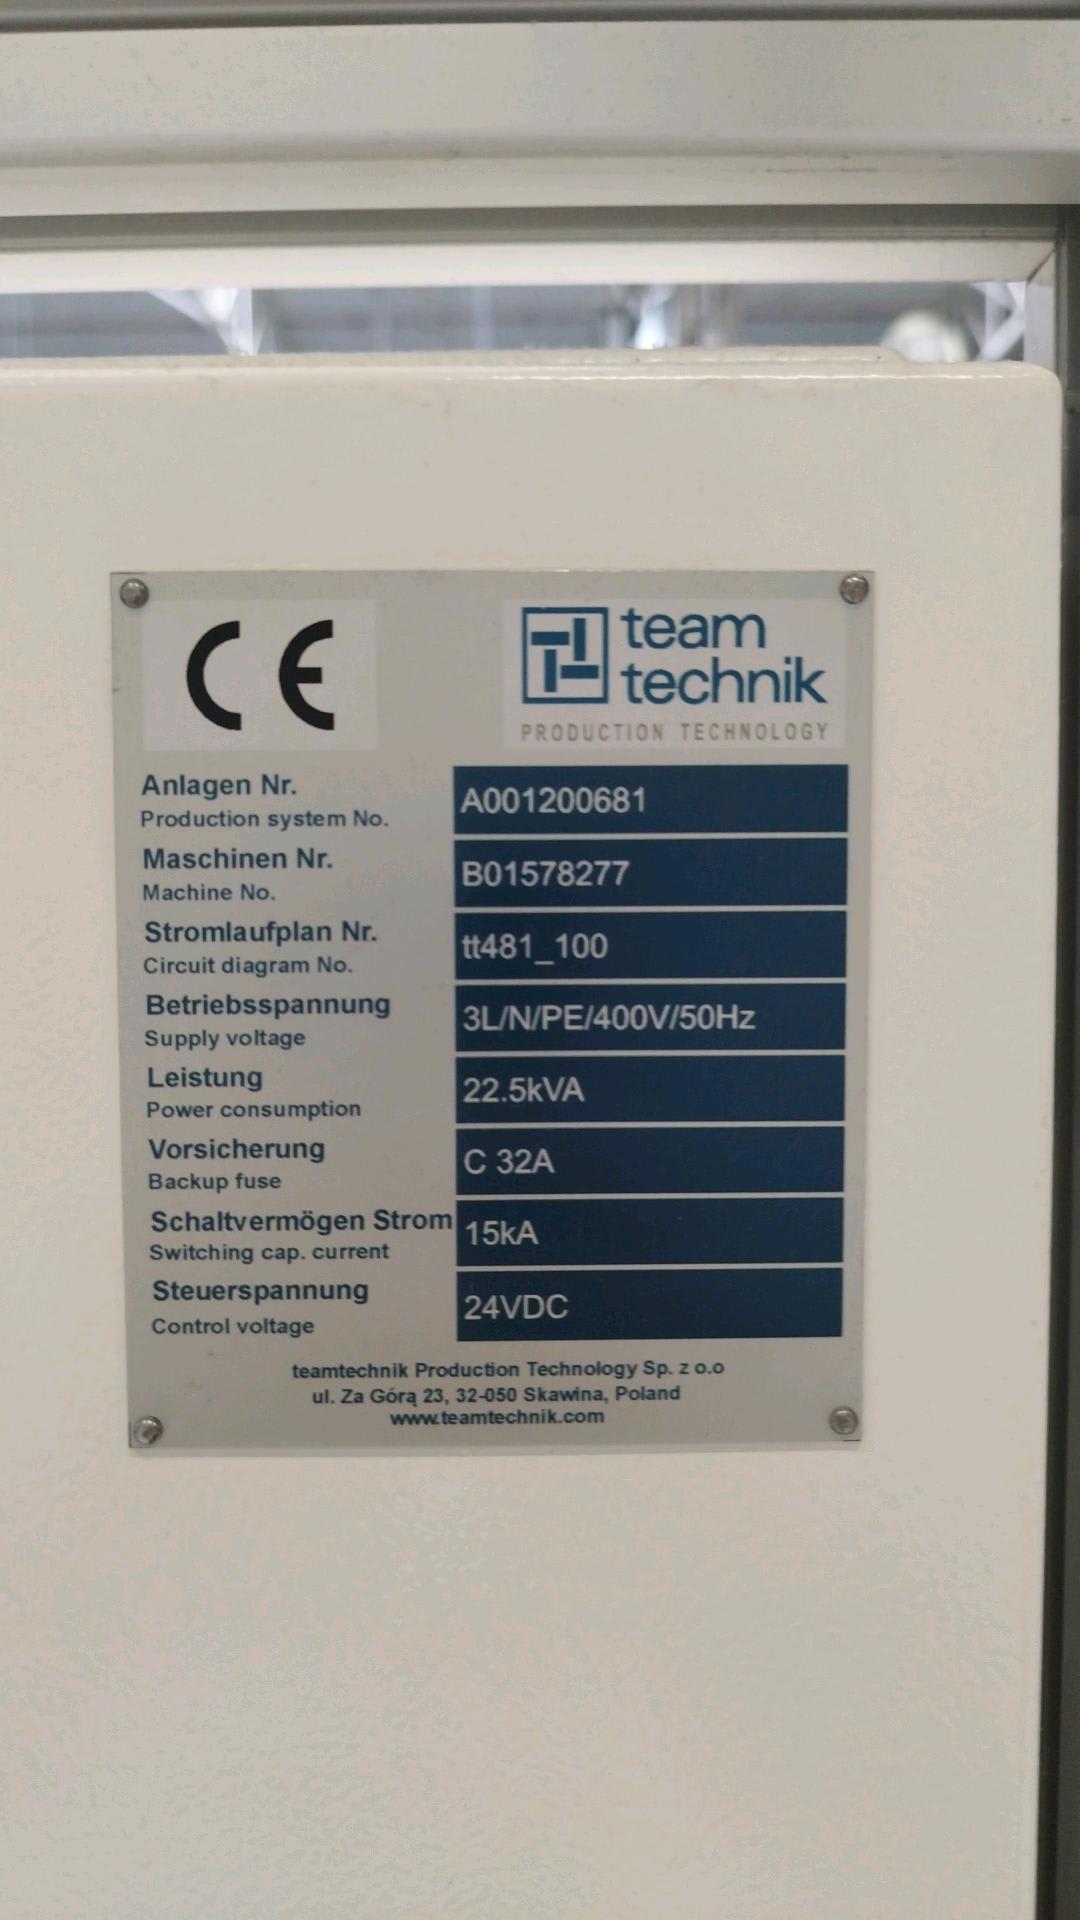 CE
team
technik
PRODUCTION TECHNOLOGY
Anlagen Nr.
Production system No.
A001200681
Maschinen Nr.
Machine No.
B01578277
Stromlaufplan Nr.
Circuit diagram No.
tt481_100
Betriebsspannung
Supply voltage
3L/N/PE/400V/50Hz
Leistung
Power consumption
22.5kVA
Vorsicherung
Backup fuse
C 32A
Schaltvermögen Strom
Switching cap. current
15kA
Steuerspannung
Control voltage
24VDC
teamtechnik Production Technology Sp. z o.o
ul. Za Górą 23, 32-050 Skawina, Poland
www.teamtechnik.com